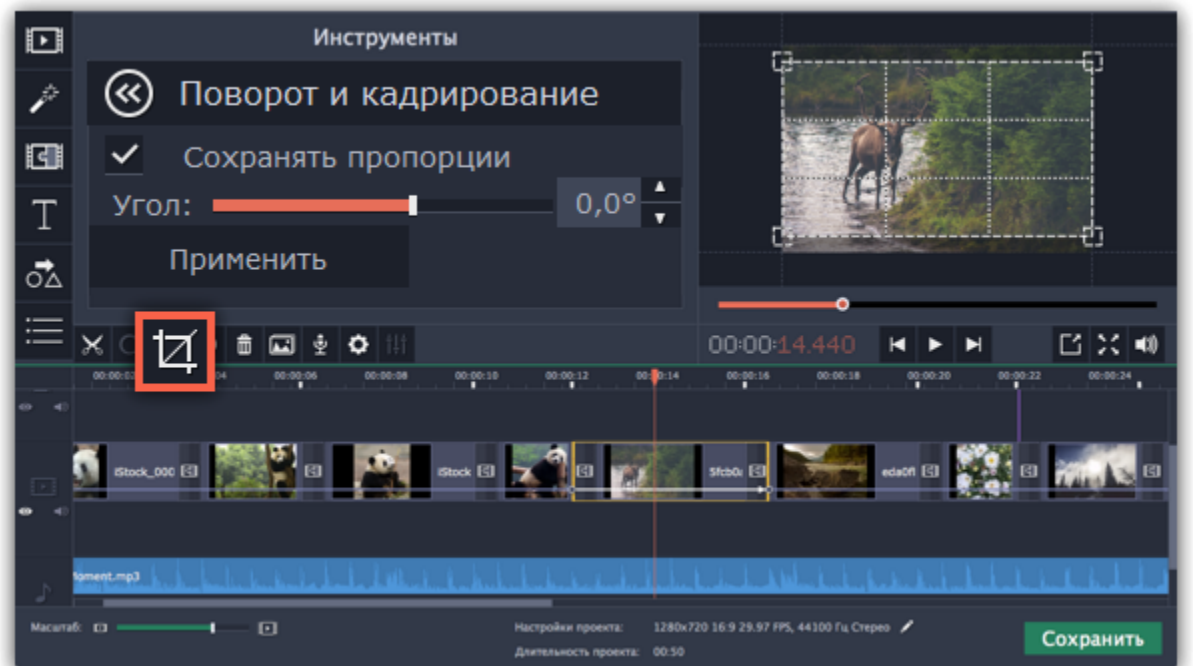 Инструменты
Поворот и кадрирование
Сохранять пропорции
Угол: 0,0°
Применить
00:00:14.440
04 00:00:06 00:00:08 00:00:10 00:00:12 00:00:14 00:00:16 00:00:18 00:00:20 00:00:22 00:00:24
iStock_000 iStock 5fcb0 eda0f
oment.mp3
Масштаб: Настройки проекта: 1280x720 16:9 29.97 FPS, 44100 Гц Стерео
Длительность проекта: 00:50
Сохранить